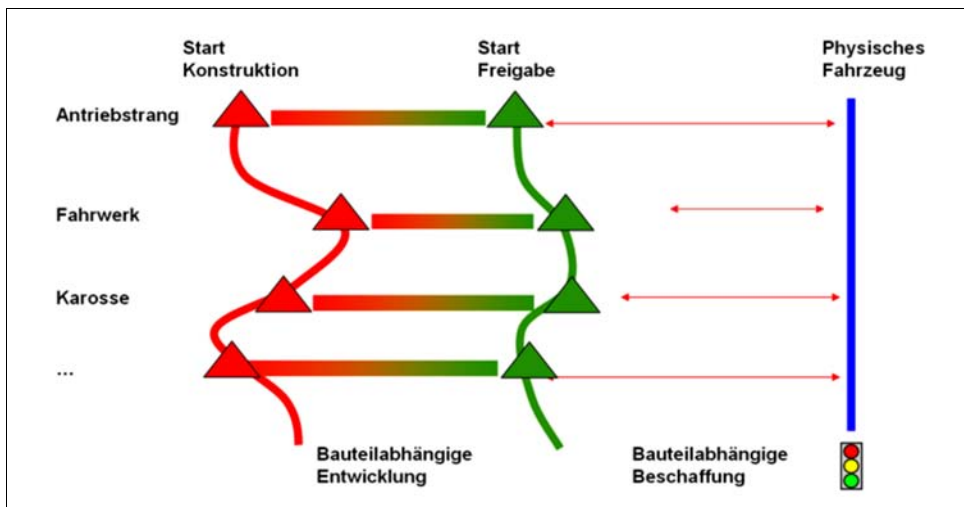 Start
Konstruktion
Start
Freigabe
Physisches
Fahrzeug
Antriebstrang
Fahrwerk
Karosse
...
Bauteilabhängige
Entwicklung
Bauteilabhängige
Beschaffung